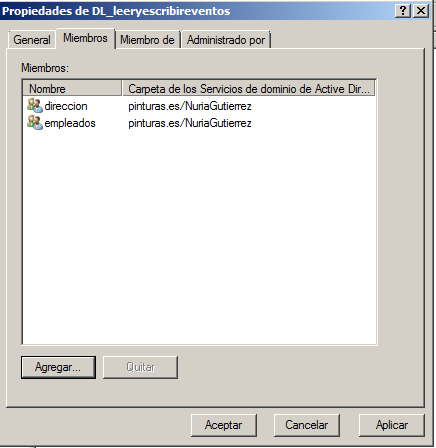 Propiedades de DL_leeryescribireventos
General Miembros Miembro de Administrado por
Miembros:
Nombre Carpeta de los Servicios de dominio de Active Dir...
direccion pinturas.es/NuriaGutierrez
empleados pinturas.es/NuriaGutierrez
Agregar... Quitar
Aceptar Cancelar Aplicar